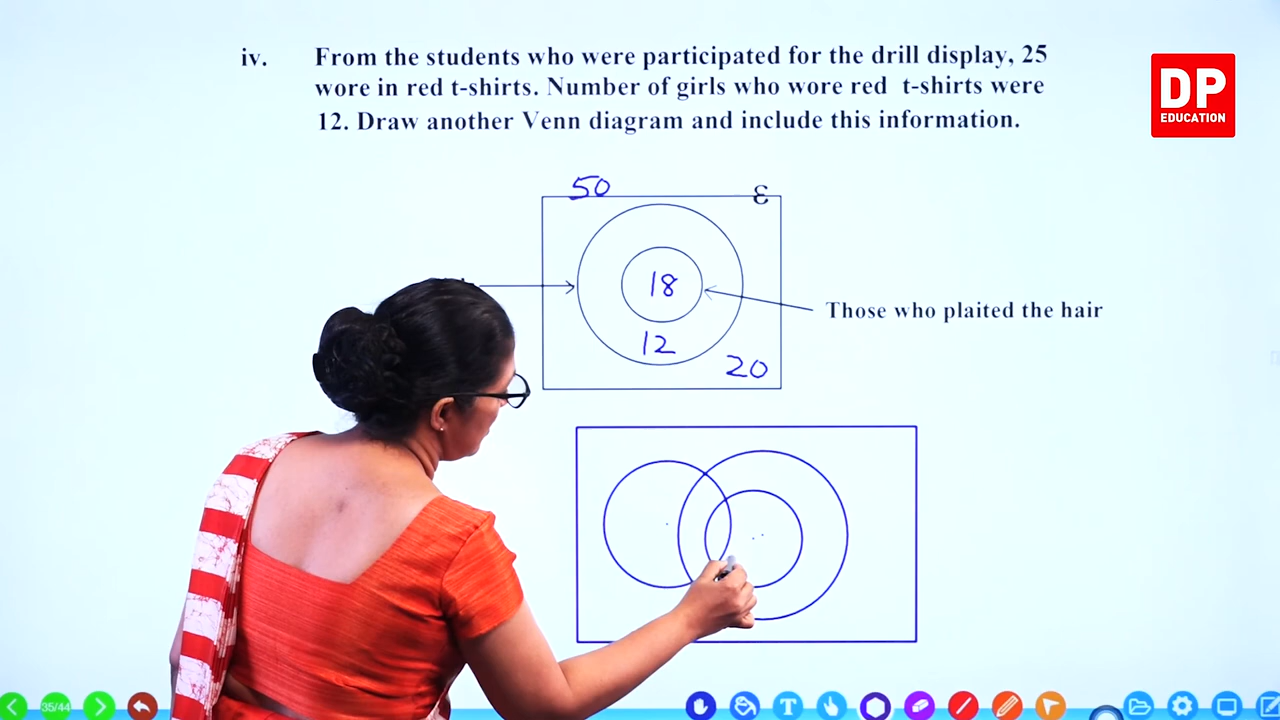 iv. From the students who were participated for the drill display, 25
wore in red t-shirts. Number of girls who wore red t-shirts were
12. Draw another Venn diagram and include this information.
DP
EDUCATION
50
ε
18
Those who plaited the hair
12
20
35/44
T